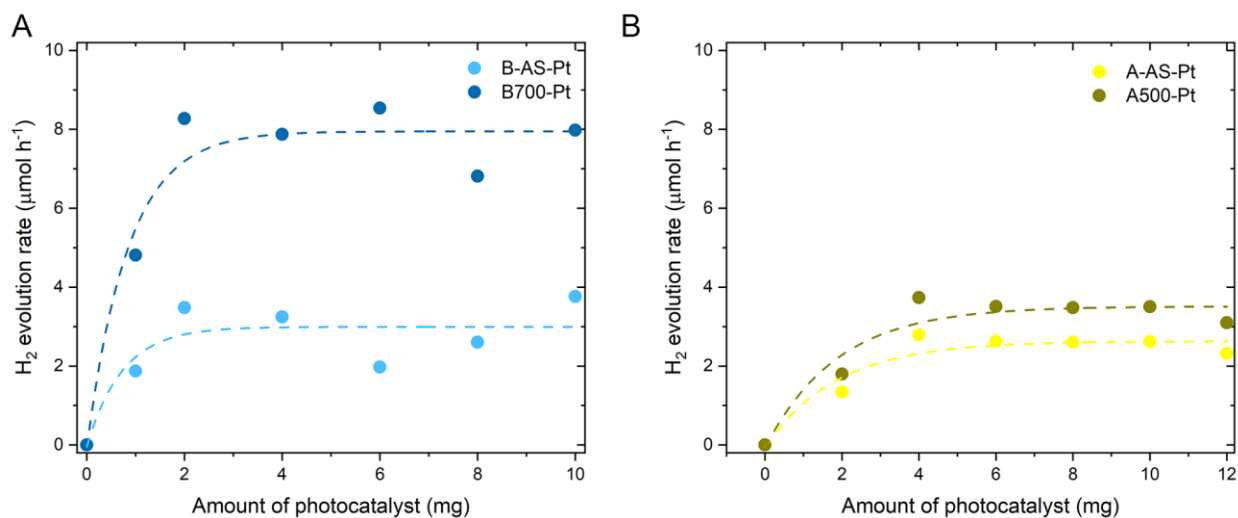 A
B-AS-Pt
B700-Pt
H₂ evolution rate (μmol h⁻¹)
10
8
6
4
2
0
0 2 4 6 8 10
Amount of photocatalyst (mg)
B
A-AS-Pt
A500-Pt
H₂ evolution rate (μmol h⁻¹)
10
8
6
4
2
0
0 2 4 6 8 10 12
Amount of photocatalyst (mg)